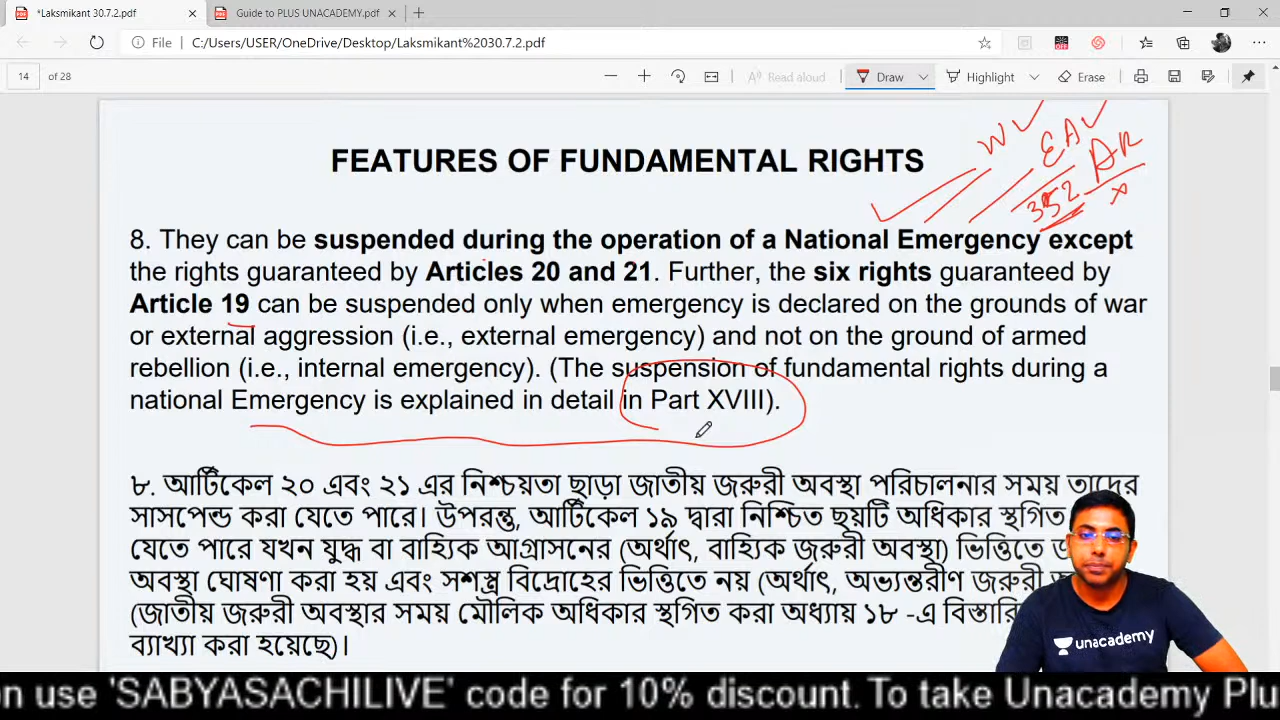 *Laksmikant 30.7.2.pdf
Guide to PLUS UNACADEMY.pdf
File
C:/Users/USER/OneDrive/Desktop/Laksmikant%2030.7.2.pdf
14 of 28
Read aloud
Draw
Highlight
Erase
W
EA
AR
352
FEATURES OF FUNDAMENTAL RIGHTS
8. They can be suspended during the operation of a National Emergency except
the rights guaranteed by Articles 20 and 21. Further, the six rights guaranteed by
Article 19 can be suspended only when emergency is declared on the grounds of war
or external aggression (i.e., external emergency) and not on the ground of armed
rebellion (i.e., internal emergency). (The suspension of fundamental rights during a
national Emergency is explained in detail in Part XVIII).
৮. আর্টিকেল ২০ এবং ২১ এর নিশ্চয়তা ছাড়া জাতীয় জরুরী অবস্থা পরিচালনার সময় তাদের
সাসপেন্ড করা যেতে পারে। উপরন্তু, আর্টিকেল ১৯ দ্বারা নিশ্চিত ছয়টি অধিকার স্থগিত
যেতে পারে যখন যুদ্ধ বা বাহ্যিক আগ্রাসনের (অর্থাৎ, বাহ্যিক জরুরী অবস্থা) ভিত্তিতে
অবস্থা ঘোষণা করা হয় এবং সশস্ত্র বিদ্রোহের ভিত্তিতে নয় (অর্থাৎ, অভ্যন্তরীণ জরুরী
(জাতীয় জরুরী অবস্থার সময় মৌলিক অধিকার স্থগিত করা অধ্যায় ১৮ -এ
ব্যাখ্যা করা হয়েছে)।
unacademy
on use 'SABYASACHILIVE' code for 10% discount. To take Unacademy Plu